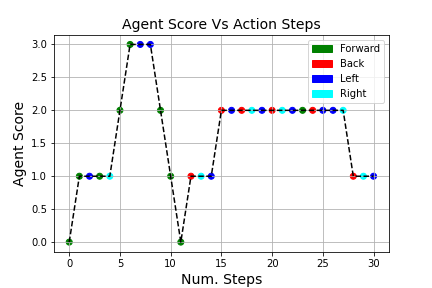 Agent Score Vs Action Steps
3.0
2.5
2.0
1.5
1.0
0.5
0.0
Agent Score
Forward
Back
Left
Right
0 5 10 15 20 25 30
Num. Steps